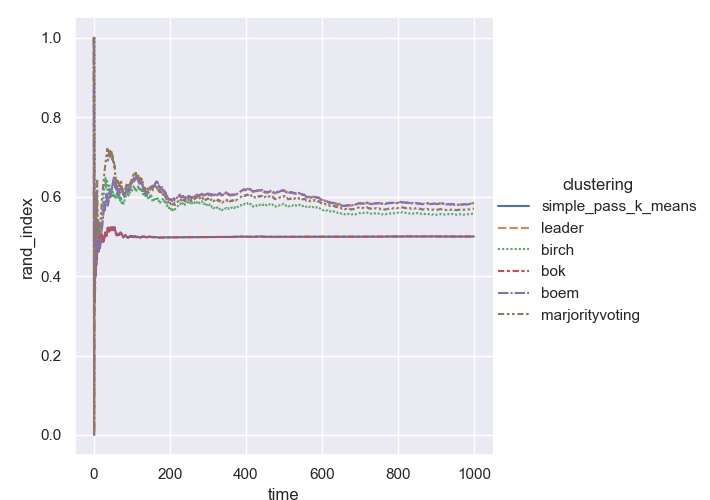 1.0
0.8
0.6
0.4
0.2
0.0
rand_index
0 200 400 600 800 1000
time
clustering
simple_pass_k_means
leader
birch
bok
boem
marjorityvoting